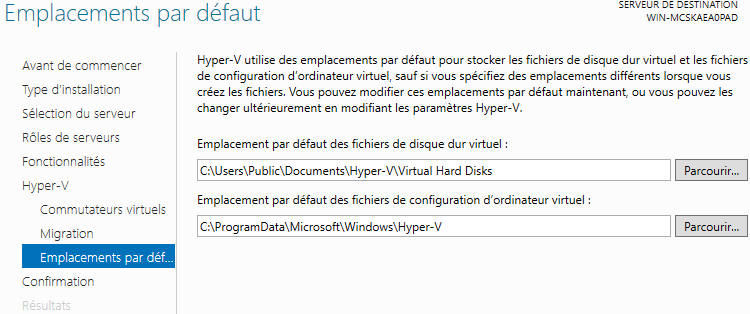 Emplacements par défaut
SERVEUR DE DESTINATION
WIN-MCSKAEA0PAD
Avant de commencer
Type d'installation
Sélection du serveur
Rôles de serveurs
Fonctionnalités
Hyper-V
Commutateurs virtuels
Migration
Emplacements par déf...
Confirmation
Résultats
Hyper-V utilise des emplacements par défaut pour stocker les fichiers de disque dur virtuel et les fichiers
de configuration d'ordinateur virtuel, sauf si vous spécifiez des emplacements différents lorsque vous
créez les fichiers. Vous pouvez modifier ces emplacements par défaut maintenant, ou vous pouvez les
changer ultérieurement en modifiant les paramètres Hyper-V.
Emplacement par défaut des fichiers de disque dur virtuel :
C:\Users\Public\Documents\Hyper-V\Virtual Hard Disks
Parcourir...
Emplacement par défaut des fichiers de configuration d'ordinateur virtuel :
C:\ProgramData\Microsoft\Windows\Hyper-V
Parcourir...